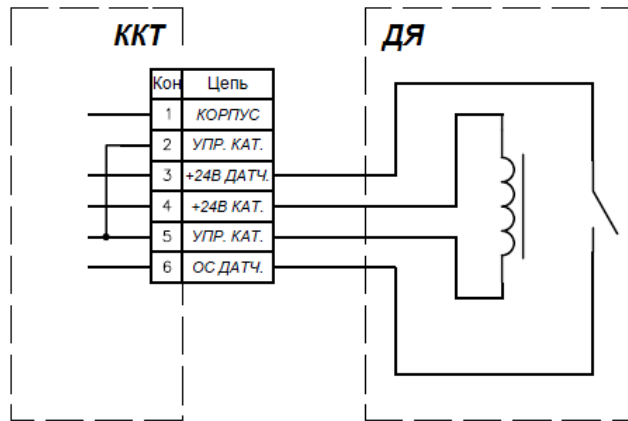 ККТ
ДЯ
Кон Цепь
1 КОРПУС
2 УПР. КАТ.
3 +24В ДАТЧ.
4 +24В КАТ.
5 УПР. КАТ.
6 ОС ДАТЧ.